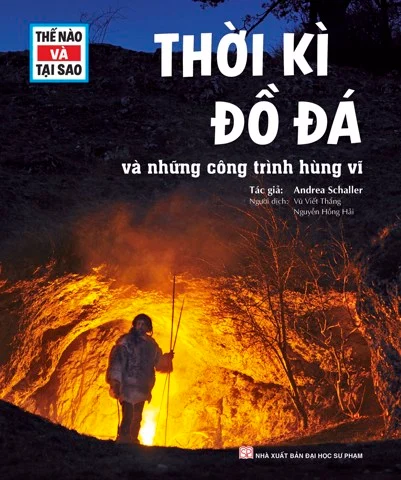 THẾ NÀO
VÀ
TẠI SAO
THỜI KÌ
ĐỒ ĐÁ
và những công trình hùng vĩ
Tác giả: Andrea Schaller
Người dịch: Vũ Viết Thắng
Nguyễn Hồng Hải
NHÀ XUẤT BẢN ĐẠI HỌC SƯ PHẠM